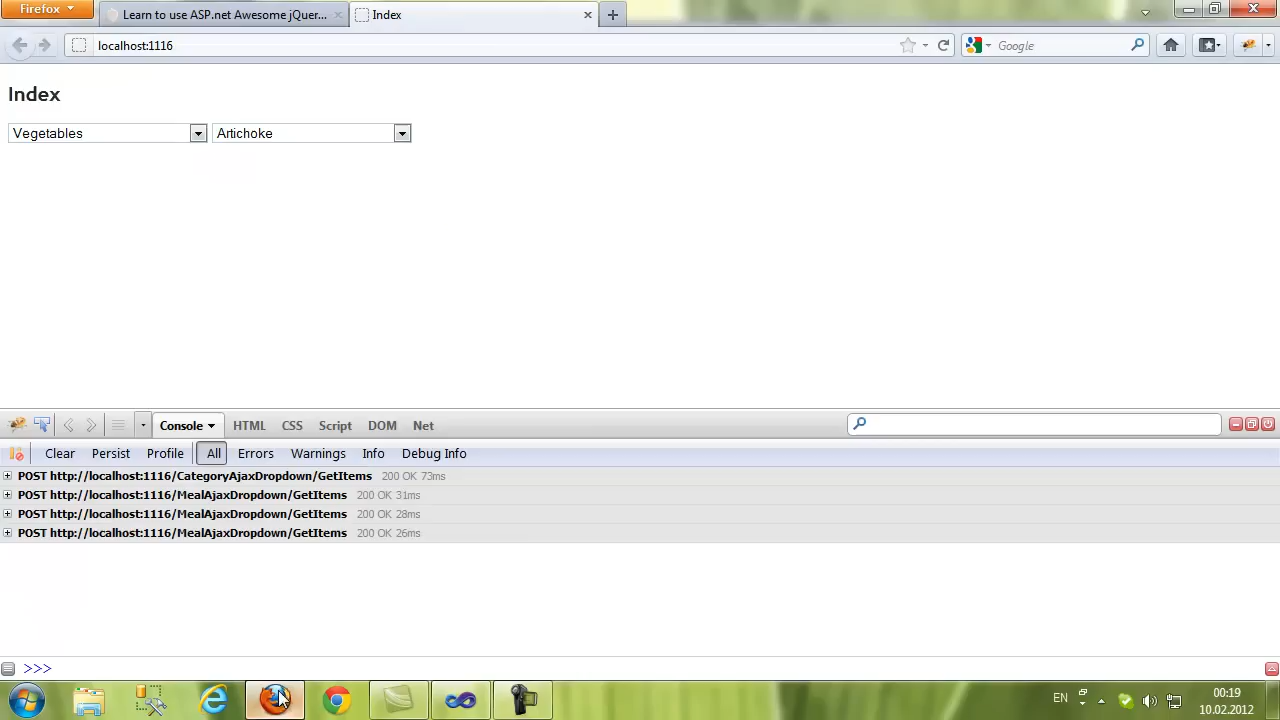 Firefox
Learn to use ASP.net Awesome jQuer...
Index
localhost:1116
Google
Index
Vegetables
Artichoke
Console
HTML
CSS
Script
DOM
Net
Clear
Persist
Profile
All
Errors
Warnings
Info
Debug Info
POST http://localhost:1116/CategoryAjaxDropdown/GetItems 200 OK 73ms
POST http://localhost:1116/MealAjaxDropdown/GetItems 200 OK 31ms
POST http://localhost:1116/MealAjaxDropdown/GetItems 200 OK 28ms
POST http://localhost:1116/MealAjaxDropdown/GetItems 200 OK 26ms
>>>
EN
00:19
10.02.2012